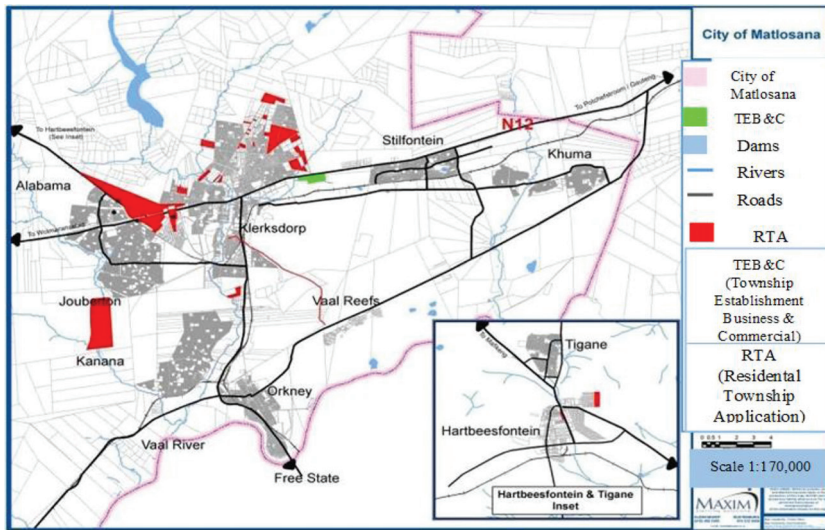 City of Matlosana
City of
Matlosana
TEB&C
Dams
Rivers
Roads
RTA
TEB&C
(Township
Establishment
Business &
Commercial)
RTA
(Residental
Township
Application)
Scale 1:170,000
MAXIM
To Potchefstroom / Gauteng
N12
Stilfontein
Khuma
To Hartbeesfontein
(See Inset)
Alabama
Klerksdorp
Jouberton
Vaal Reefs
Kanana
Orkney
Vaal River
Free State
Tigane
Hartbeesfontein
Hartbeesfontein & Tigane
Inset